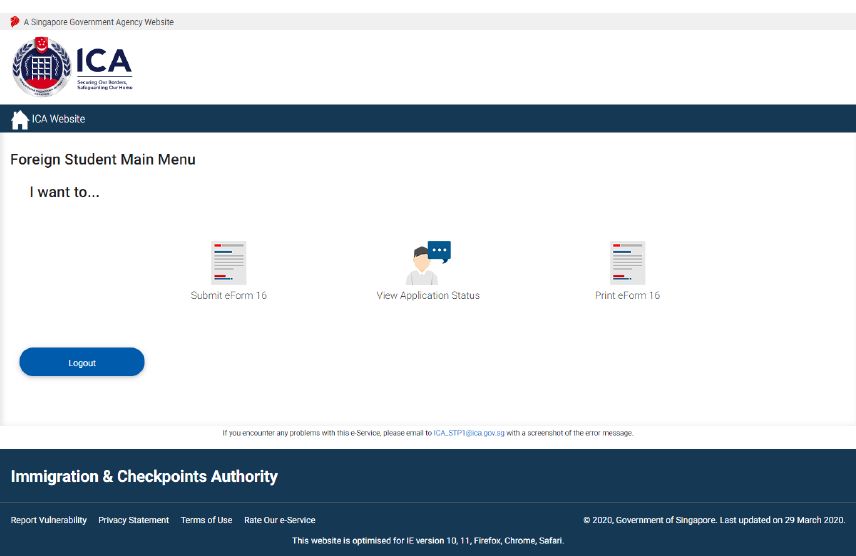 A Singapore Government Agency Website
ICA
Securing Our Borders,
Safeguarding Our Home
ICA Website
Foreign Student Main Menu
I want to...
Submit eForm 16
View Application Status
Print eForm 16
Logout
If you encounter any problems with this e-Service, please email to ICA_STP1@ica.gov.sg with a screenshot of the error message.
Immigration & Checkpoints Authority
Report Vulnerability Privacy Statement Terms of Use Rate Our e-Service
© 2020, Government of Singapore. Last updated on 29 March 2020.
This website is optimised for IE version 10, 11, Firefox, Chrome, Safari.